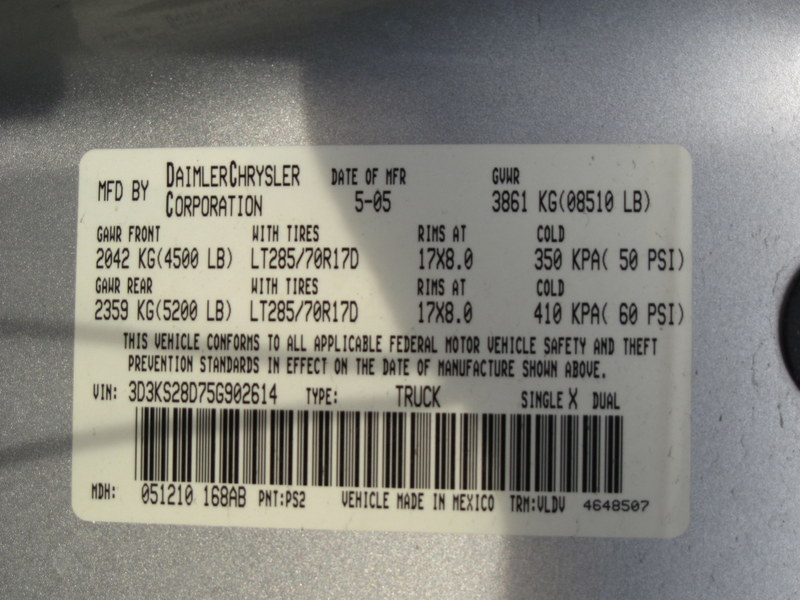 MFD BY DAIMLERCHRYSLER CORPORATION DATE OF MFR 5-05 GVWR 3861 KG(08510 LB)
GAWR FRONT WITH TIRES RIMS AT COLD
2042 KG(4500 LB) LT285/70R17D 17X8.0 350 KPA( 50 PSI)
GAWR REAR WITH TIRES RIMS AT COLD
2359 KG(5200 LB) LT285/70R17D 17X8.0 410 KPA( 60 PSI)
THIS VEHICLE CONFORMS TO ALL APPLICABLE FEDERAL MOTOR VEHICLE SAFETY AND THEFT
PREVENTION STANDARDS IN EFFECT ON THE DATE OF MANUFACTURE SHOWN ABOVE.
VIN: 3D3KS28D75G902614 TYPE: TRUCK SINGLE X DUAL
MDH: 051210 168AB PNT:PS2 VEHICLE MADE IN MEXICO TRM:VLDV 4648507